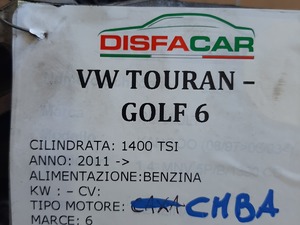 DISFACAR
VW TOURAN –
GOLF 6
CILINDRATA: 1400 TSI
ANNO: 2011 ->
ALIMENTAZIONE:BENZINA
KW : – CV:
TIPO MOTORE: CAXA CHBA
MARCE: 6